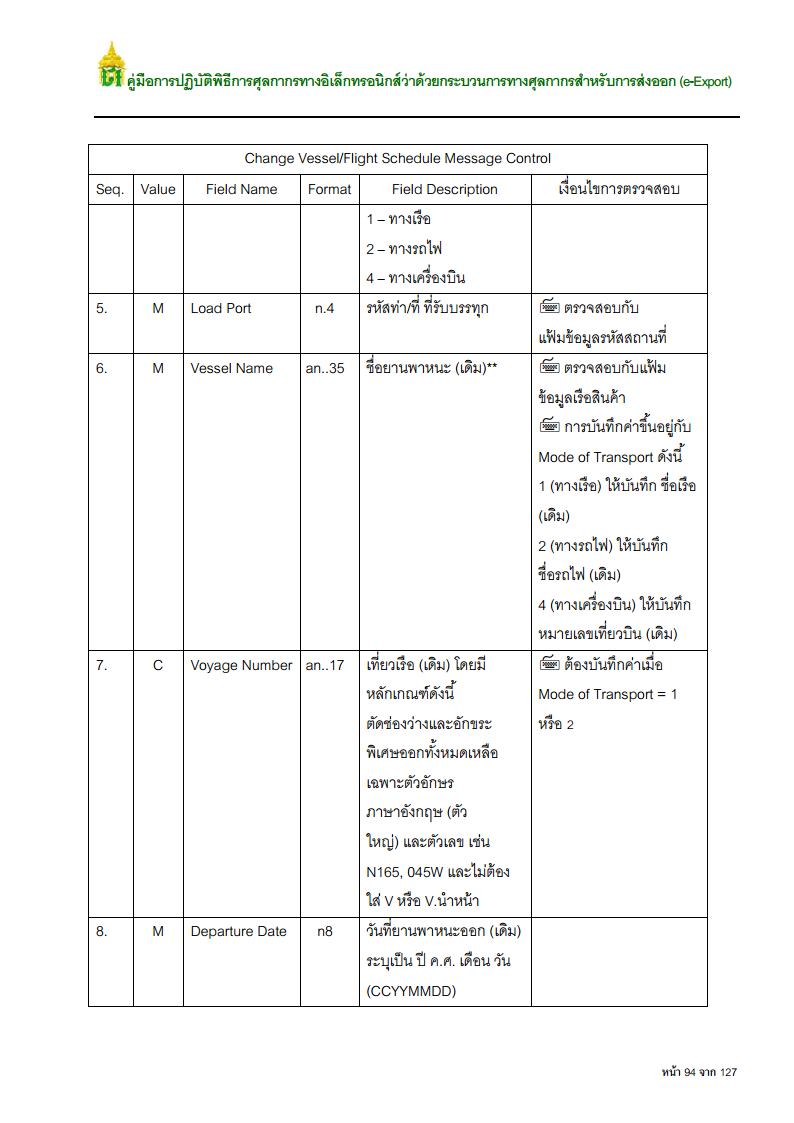 คู่มือการปฏิบัติพิธีการศุลกากรทางอิเล็กทรอนิกส์ว่าด้วยกระบวนการทางศุลกากรสำหรับการส่งออก (e-Export)
Change Vessel/Flight Schedule Message Control
Seq. Value Field Name Format Field Description เงื่อนไขการตรวจสอบ
1 – ทางเรือ
2 – ทางรถไฟ
4 – ทางเครื่องบิน
5. M Load Port n.4 รหัสท่า/ที่ ที่รับบรรทุก ตรวจสอบกับ
แฟ้มข้อมูลรหัสสถานที่
6. M Vessel Name an..35 ชื่อยานพาหนะ (เดิม)** ตรวจสอบกับแฟ้ม
ข้อมูลเรือสินค้า
การบันทึกค่าขึ้นอยู่กับ
Mode of Transport ดังนี้
1 (ทางเรือ) ให้บันทึก ชื่อเรือ
(เดิม)
2 (ทางรถไฟ) ให้บันทึก
ชื่อรถไฟ (เดิม)
4 (ทางเครื่องบิน) ให้บันทึก
หมายเลขเที่ยวบิน (เดิม)
7. C Voyage Number an..17 เที่ยวเรือ (เดิม) โดยมี ต้องบันทึกค่าเมื่อ
หลักเกณฑ์ดังนี้ Mode of Transport = 1
ตัดช่องว่างและอักขระ หรือ 2
พิเศษออกทั้งหมดเหลือ
เฉพาะตัวอักษร
ภาษาอังกฤษ (ตัว
ใหญ่) และตัวเลข เช่น
N165, 045W และไม่ต้อง
ใส่ V หรือ V.นำหน้า
8. M Departure Date n8 วันที่ยานพาหนะออก (เดิม)
ระบุเป็น ปี ค.ศ. เดือน วัน
(CCYYMMDD)
หน้า 94 จาก 127